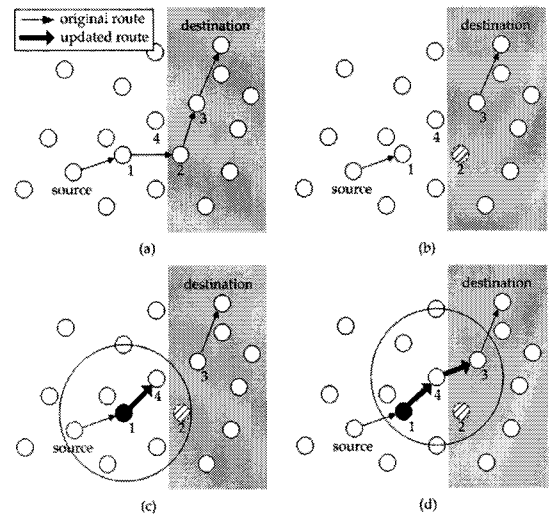 original route
updated route
destination
4
3
1
2
source
(a)
destination
4
3
1
2
source
(b)
destination
4
3
1
2
source
(c)
destination
4
3
1
2
source
(d)